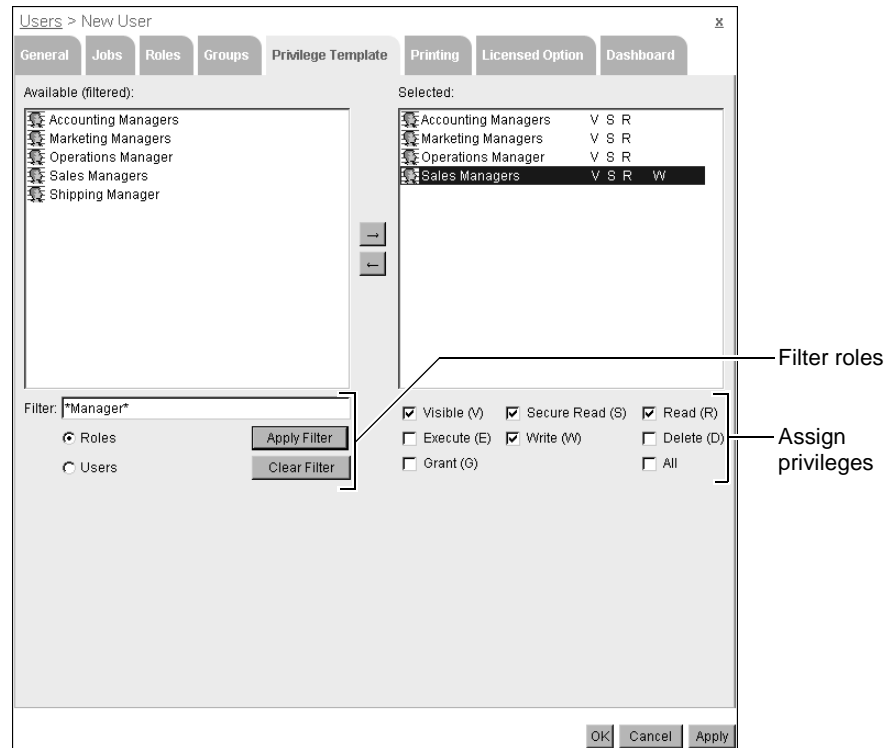 Users > New User x
General Jobs Roles Groups Privilege Template Printing Licensed Option Dashboard
Available (filtered): Selected:
Accounting Managers
Marketing Managers
Operations Manager
Sales Managers
Shipping Manager
Accounting Managers V S R
Marketing Managers V S R
Operations Manager V S R
Sales Managers V S R W
→
←
Filter roles
Filter: *Manager*
Roles Apply Filter
Users Clear Filter
Visible (V) Secure Read (S) Read (R)
Execute (E) Write (W) Delete (D)
Grant (G) All
Assign
privileges
OK Cancel Apply